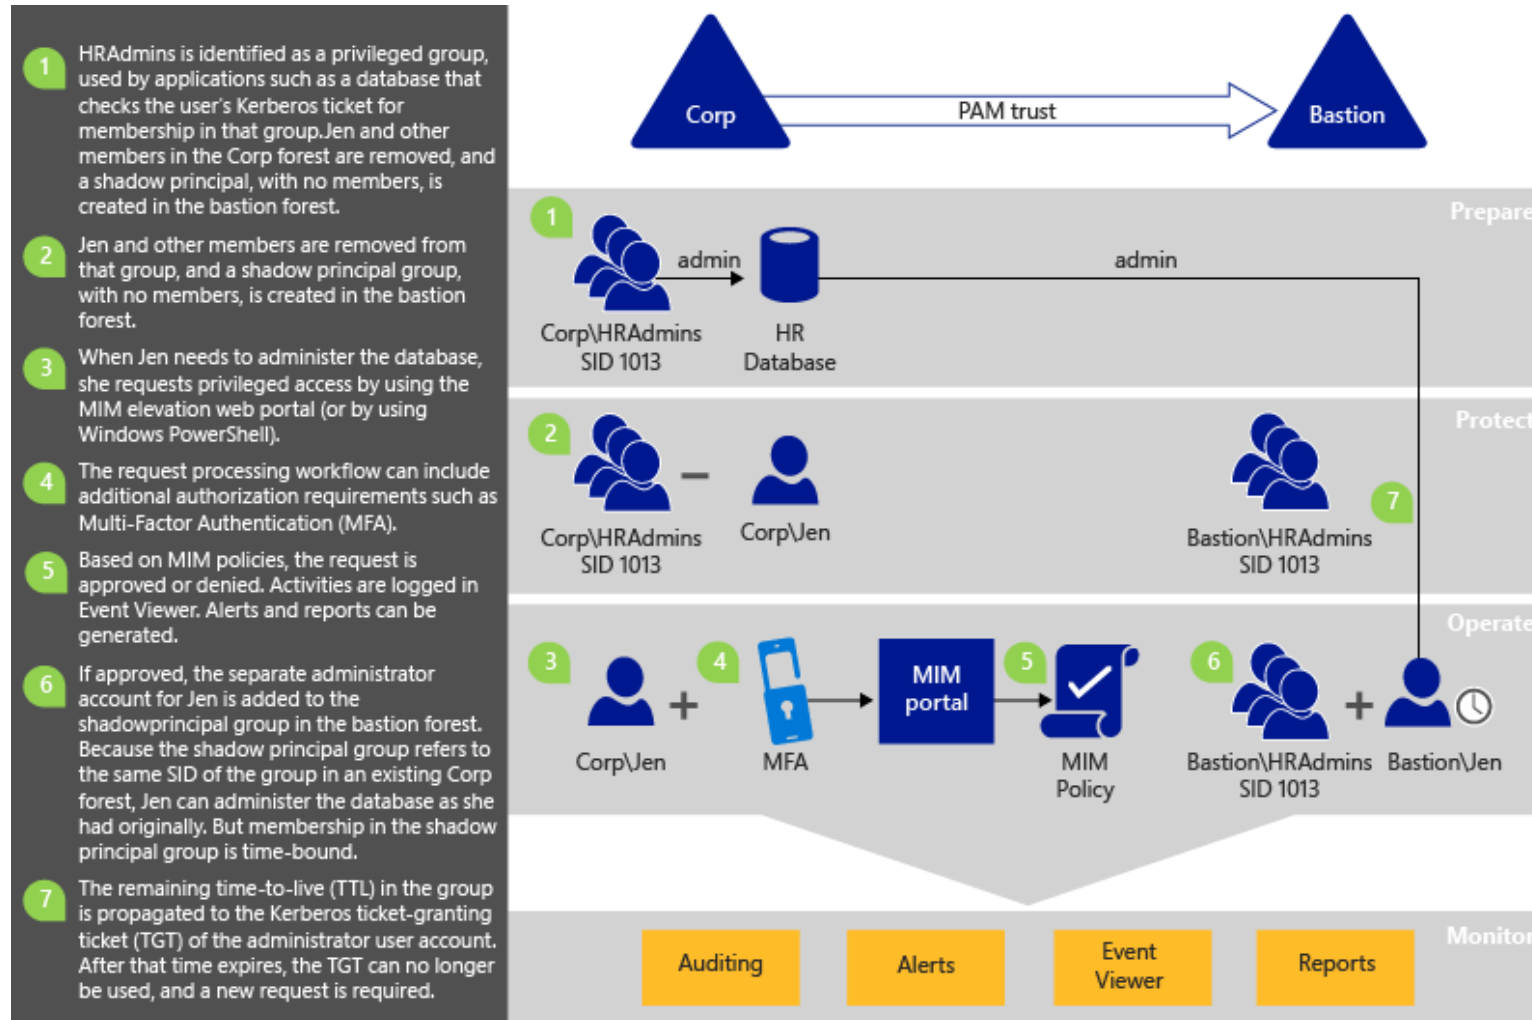 1
HRAdmins is identified as a privileged group,
used by applications such as a database that
checks the user's Kerberos ticket for
membership in that group.Jen and other
members in the Corp forest are removed, and
a shadow principal, with no members, is
created in the bastion forest.
2
Jen and other members are removed from
that group, and a shadow principal group,
with no members, is created in the bastion
forest.
3
When Jen needs to administer the database,
she requests privileged access by using the
MIM elevation web portal (or by using
Windows PowerShell).
4
The request processing workflow can include
additional authorization requirements such as
Multi-Factor Authentication (MFA).
5
Based on MIM policies, the request is
approved or denied. Activities are logged in
Event Viewer. Alerts and reports can be
generated.
6
If approved, the separate administrator
account for Jen is added to the
shadowprincipal group in the bastion forest.
Because the shadow principal group refers to
the same SID of the group in an existing Corp
forest, Jen can administer the database as she
had originally. But membership in the shadow
principal group is time-bound.
7
The remaining time-to-live (TTL) in the group
is propagated to the Kerberos ticket-granting
ticket (TGT) of the administrator user account.
After that time expires, the TGT can no longer
be used, and a new request is required.
Corp
PAM trust
Bastion
Prepare
1
admin
admin
Corp\HRAdmins
SID 1013
HR
Database
Protect
2
Corp\HRAdmins
SID 1013
Corp\Jen
Bastion\HRAdmins
SID 1013
7
Operate
3
4
MIM
portal
5
6
Corp\Jen
MFA
MIM
Policy
Bastion\HRAdmins
SID 1013
Bastion\Jen
Monitor
Auditing
Alerts
Event
Viewer
Reports